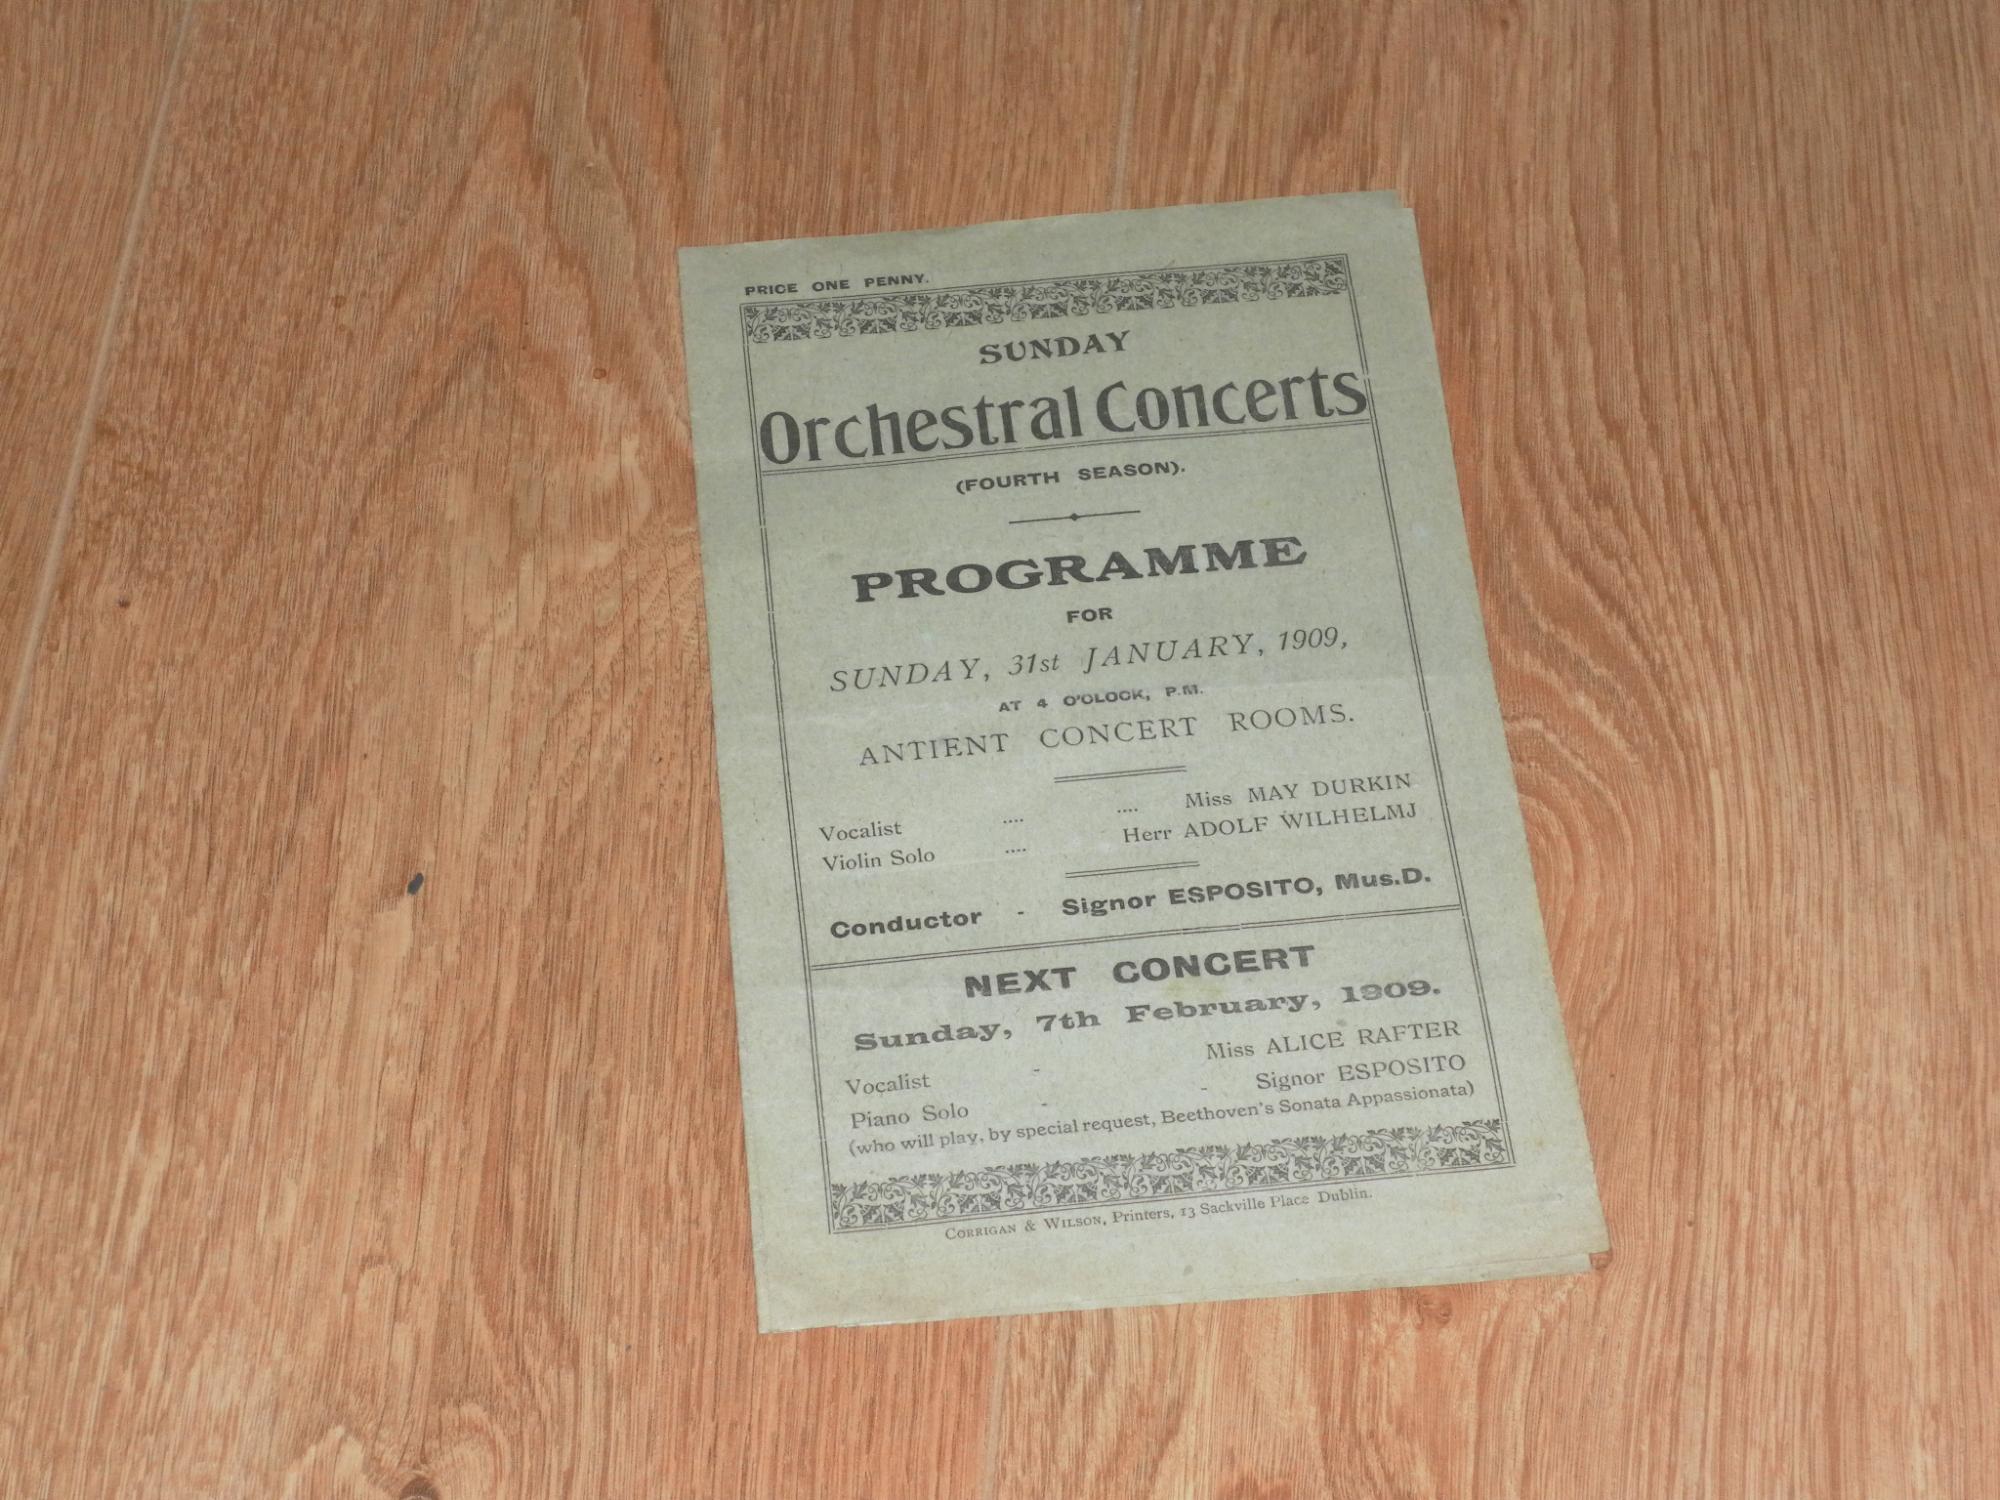 PRICE ONE PENNY.
SUNDAY
Orchestral Concerts
(FOURTH SEASON).
PROGRAMME
FOR
SUNDAY, 31st JANUARY, 1909,
AT 4 O'CLOCK, P.M.
ANTIENT CONCERT ROOMS.
Vocalist .... .... Miss MAY DURKIN
Violin Solo .... Herr ADOLF WILHELMJ
Conductor - Signor ESPOSITO, Mus.D.
NEXT CONCERT
Sunday, 7th February, 1909.
Vocalist - Miss ALICE RAFTER
Piano Solo - - Signor ESPOSITO
(who will play, by special request, Beethoven's Sonata Appassionata)
CORRIGAN & WILSON, Printers, 13 Sackville Place Dublin.